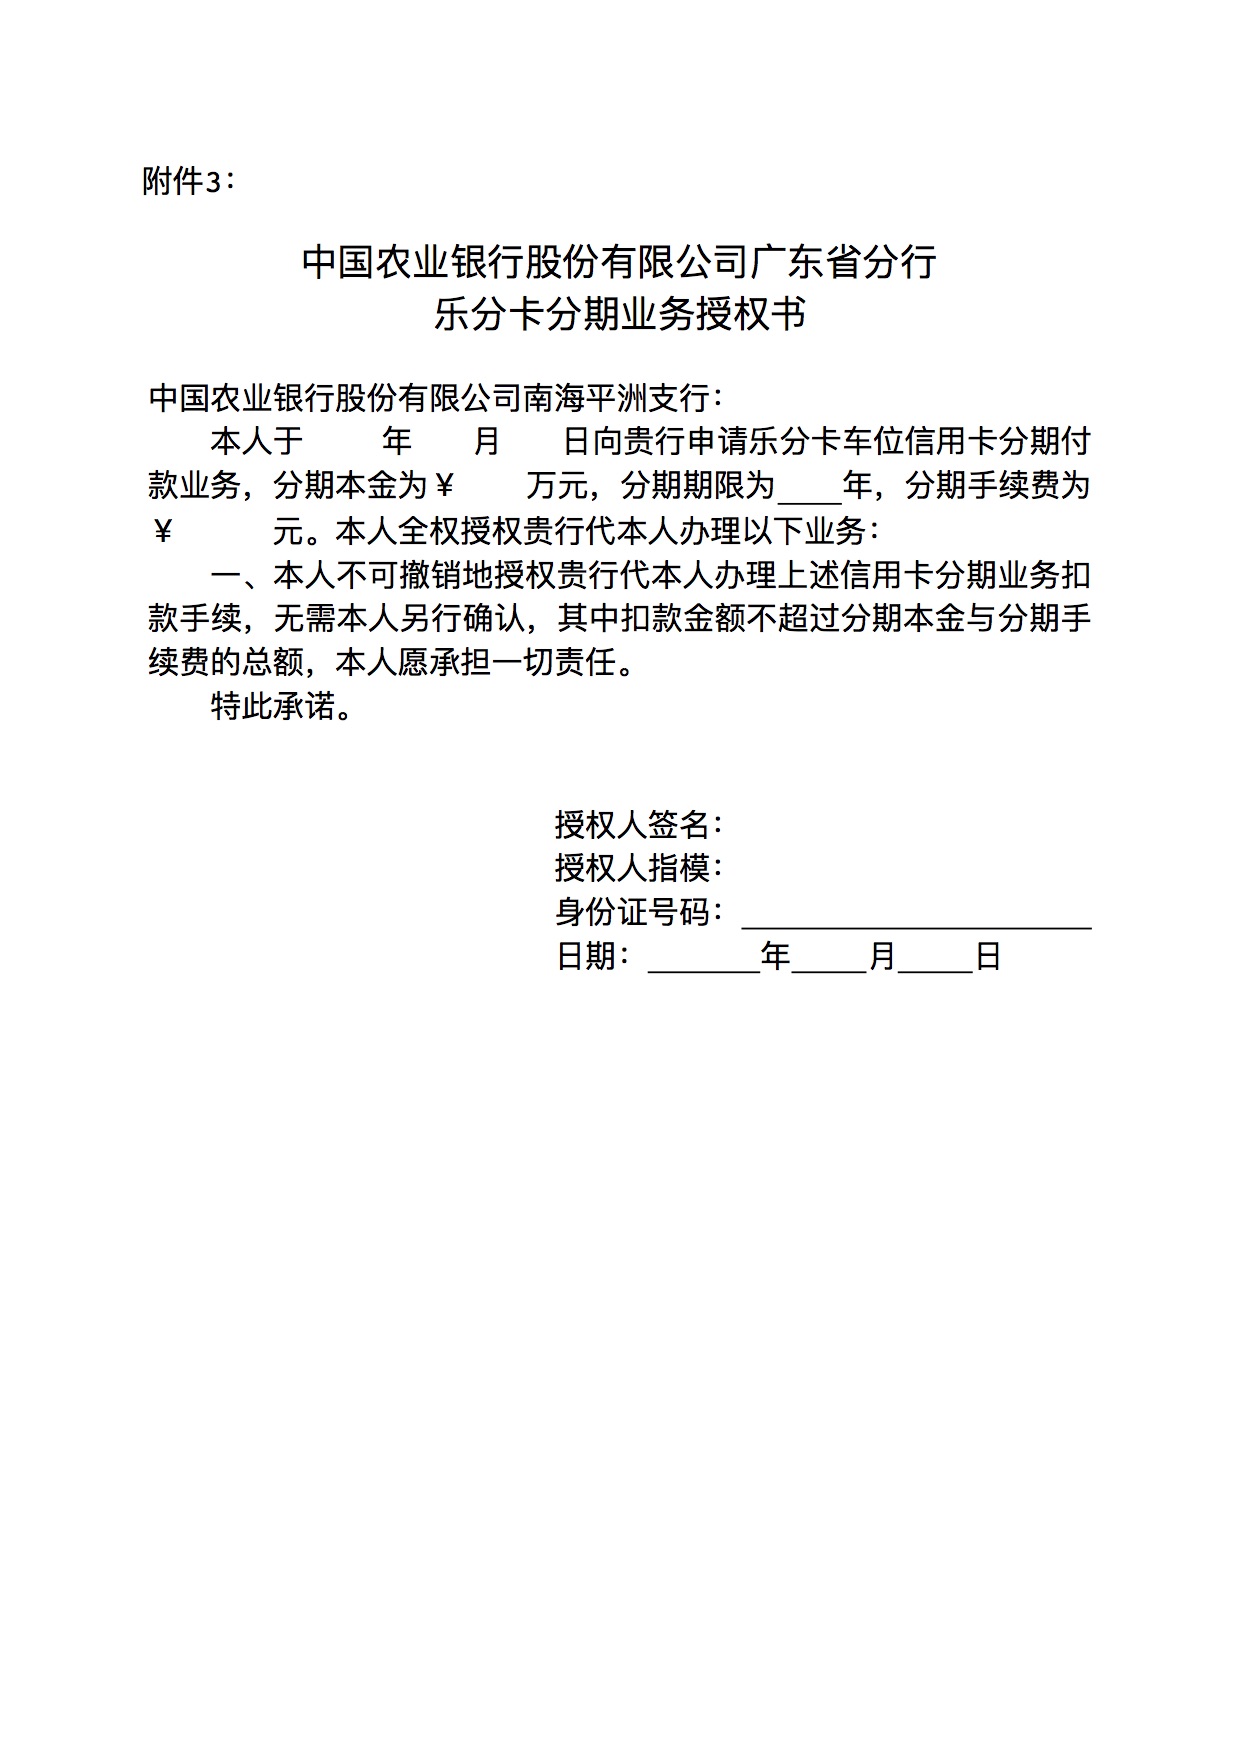 附件3：
中国农业银行股份有限公司广东省分行
乐分卡分期业务授权书
中国农业银行股份有限公司南海平洲支行：
本人于 年 月 日向贵行申请乐分卡车位信用卡分期付
款业务，分期本金为￥ 万元，分期期限为____年，分期手续费为
￥ 元。本人全权授权贵行代本人办理以下业务：
一、本人不可撤销地授权贵行代本人办理上述信用卡分期业务扣
款手续，无需本人另行确认，其中扣款金额不超过分期本金与分期手
续费的总额，本人愿承担一切责任。
特此承诺。
授权人签名：
授权人指模：
身份证号码：______________________
日期：_______年_____月_____日